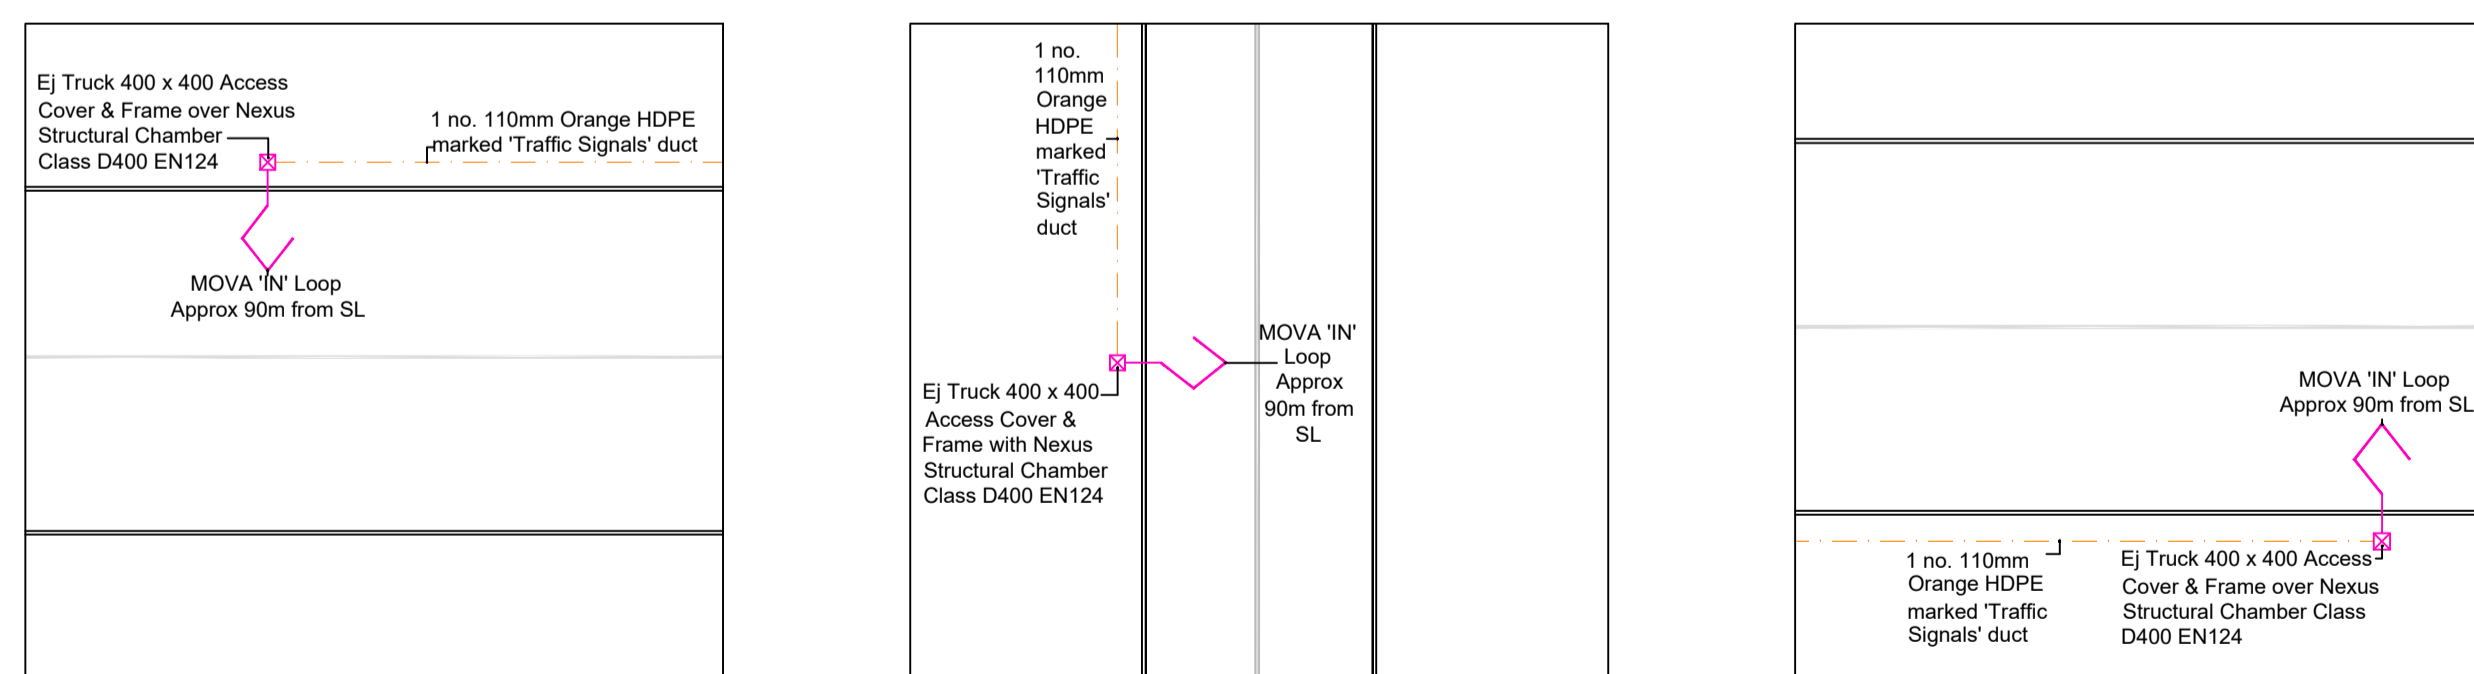 Ej Truck 400 x 400 Access
Cover & Frame over Nexus
Structural Chamber
Class D400 EN124
1 no. 110mm Orange HDPE
marked 'Traffic Signals' duct
MOVA 'IN' Loop
Approx 90m from SL
1 no.
110mm
Orange
HDPE
marked
'Traffic
Signals'
duct
MOVA 'IN'
Loop
Approx
90m from
SL
Ej Truck 400 x 400
Access Cover &
Frame with Nexus
Structural Chamber
Class D400 EN124
MOVA 'IN' Loop
Approx 90m from SL
1 no. 110mm
Orange HDPE
marked 'Traffic
Signals' duct
Ej Truck 400 x 400 Access
Cover & Frame over Nexus
Structural Chamber Class
D400 EN124